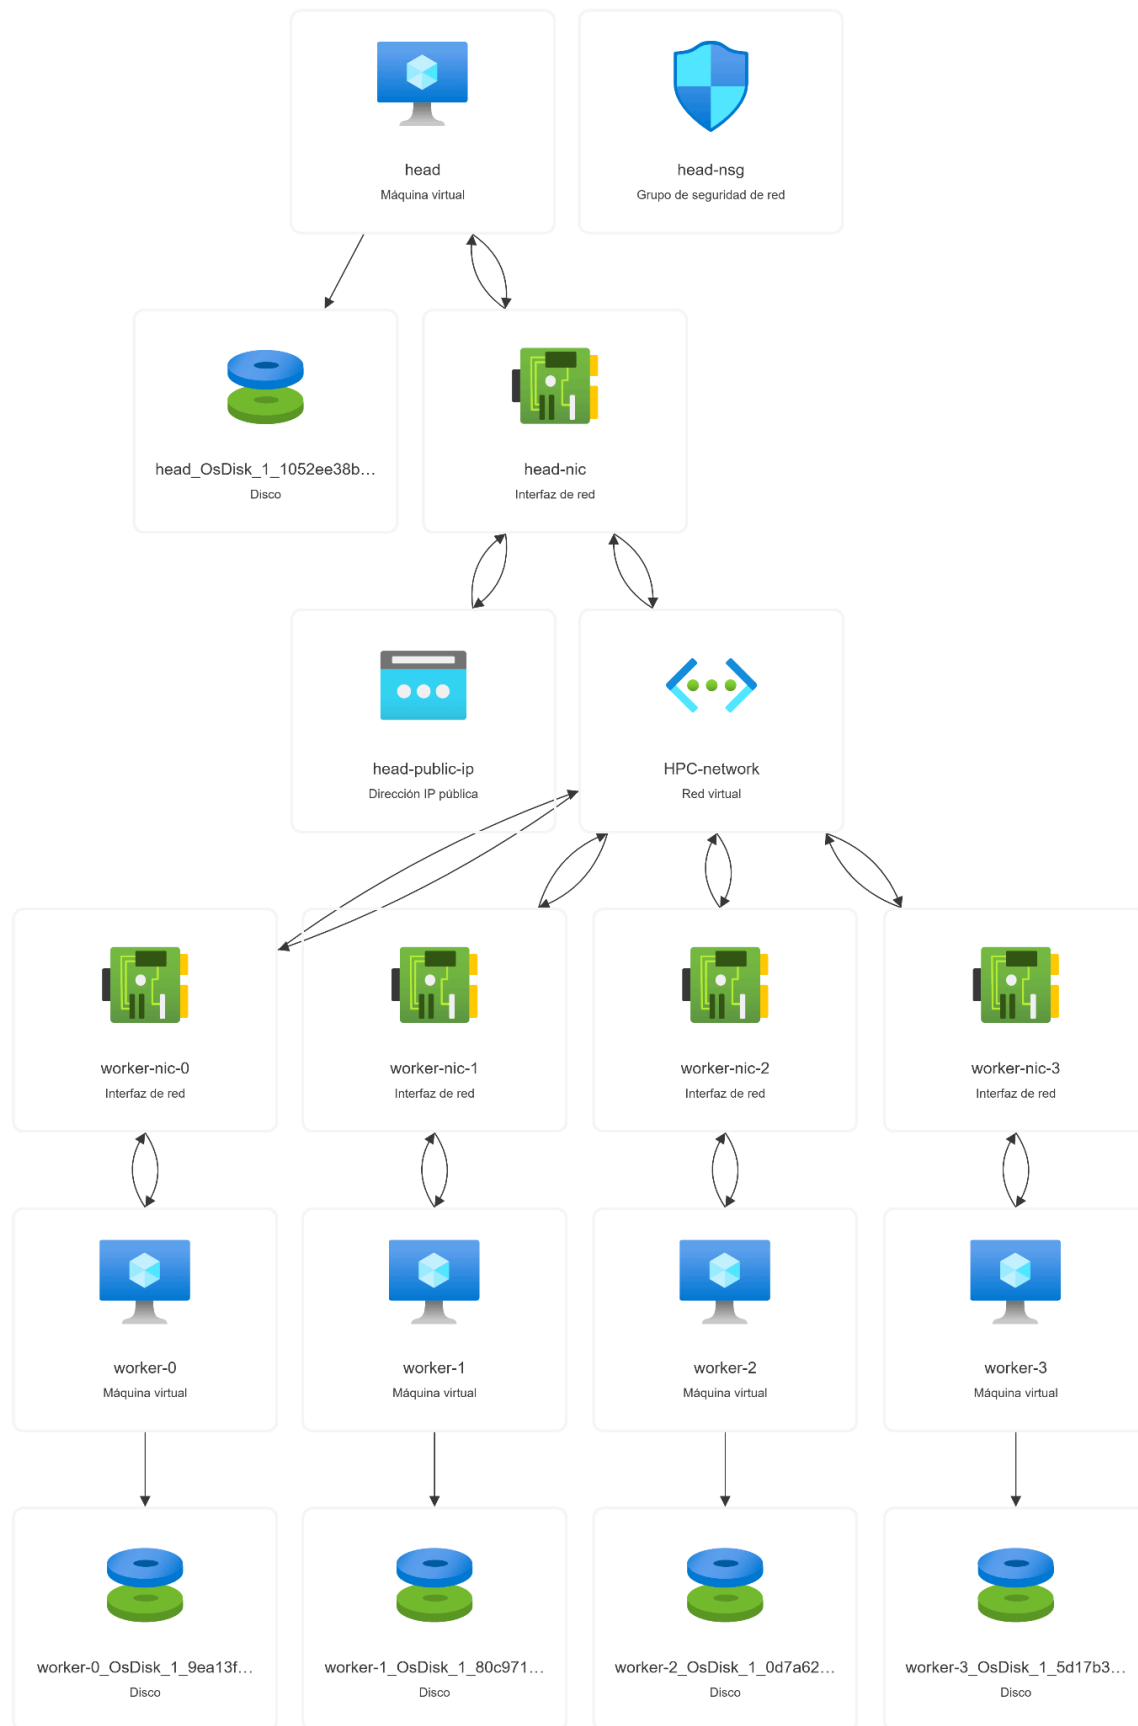 head
Máquina virtual
head-nsg
Grupo de seguridad de red
head_OsDisk_1_1052ee38b...
Disco
head-nic
Interfaz de red
head-public-ip
Dirección IP pública
HPC-network
Red virtual
worker-nic-0
Interfaz de red
worker-nic-1
Interfaz de red
worker-nic-2
Interfaz de red
worker-nic-3
Interfaz de red
worker-0
Máquina virtual
worker-1
Máquina virtual
worker-2
Máquina virtual
worker-3
Máquina virtual
worker-0_OsDisk_1_9ea13f...
Disco
worker-1_OsDisk_1_80c971...
Disco
worker-2_OsDisk_1_0d7a62...
Disco
worker-3_OsDisk_1_5d17b3...
Disco